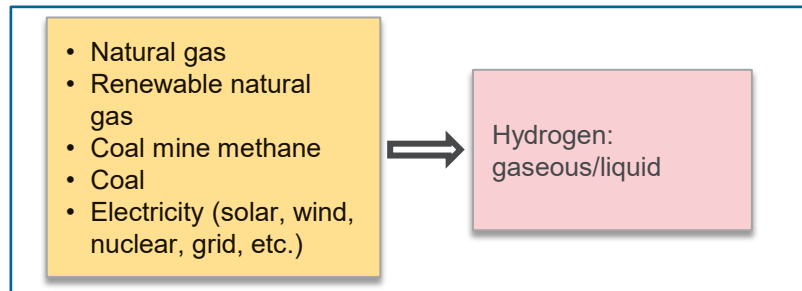 • Natural gas
• Renewable natural
gas
• Coal mine methane
• Coal
• Electricity (solar, wind,
nuclear, grid, etc.)
Hydrogen:
gaseous/liquid